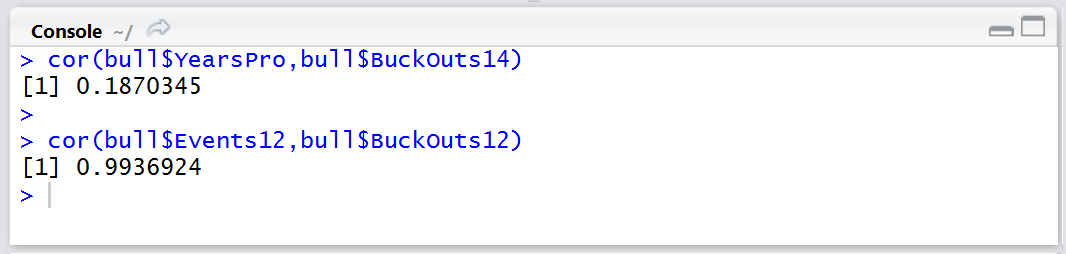 Console ~/
> cor(bull$YearsPro,bull$BuckOuts14)
[1] 0.1870345
>
> cor(bull$Events12,bull$BuckOuts12)
[1] 0.9936924
>